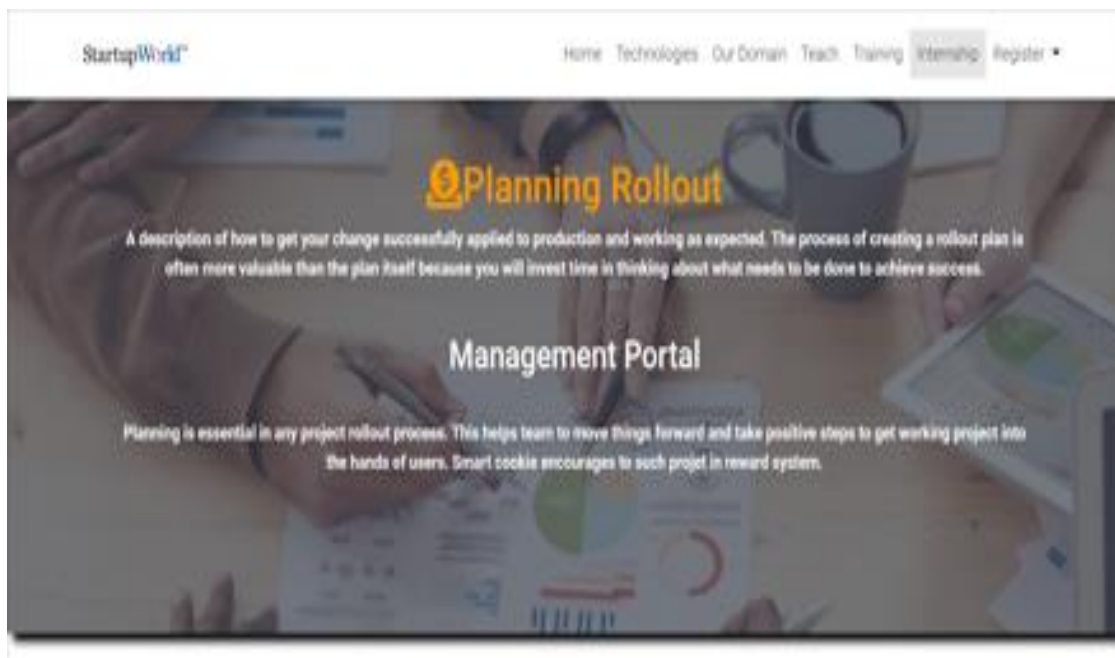 StartupWorld™
Home Technologies Our Domain Teach Training Internship Register
Planning Rollout
A description of how to get your change successfully applied to production and working as expected. The process of creating a rollout plan is
often more valuable than the plan itself because you will invest time in thinking about what needs to be done to achieve success.
Management Portal
Planning is essential in any project rollout process. This helps team to move things forward and take positive steps to get working project into
the hands of users. Smart cookie encourages to such projet in reward system.